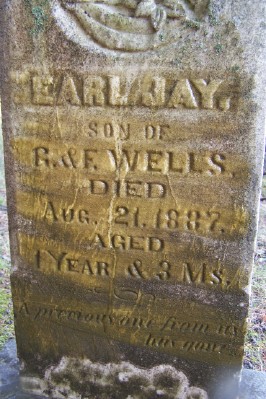 EARL JAY.
SON OF
G. & F. WELLS.
DIED
AUG. 21, 1887.
AGED
1 YEAR & 3 MS.
A precious one from us
has gone.